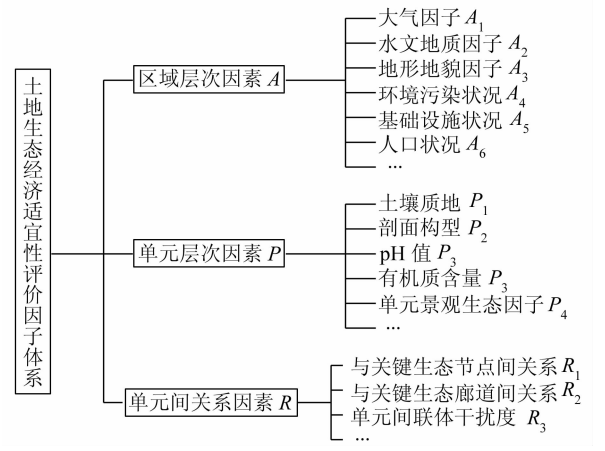 土地生态经济适宜性评价因子体系
区域层次因素 A
大气因子 A1
水文地质因子 A2
地形地貌因子 A3
环境污染状况 A4
基础设施状况 A5
人口状况 A6
…
单元层次因素 P
土壤质地 P1
剖面构型 P2
pH 值 P3
有机质含量 P3
单元景观生态因子 P4
…
单元间关系因素 R
与关键生态节点间关系 R1
与关键生态廊道间关系 R2
单元间联体干扰度 R3
…